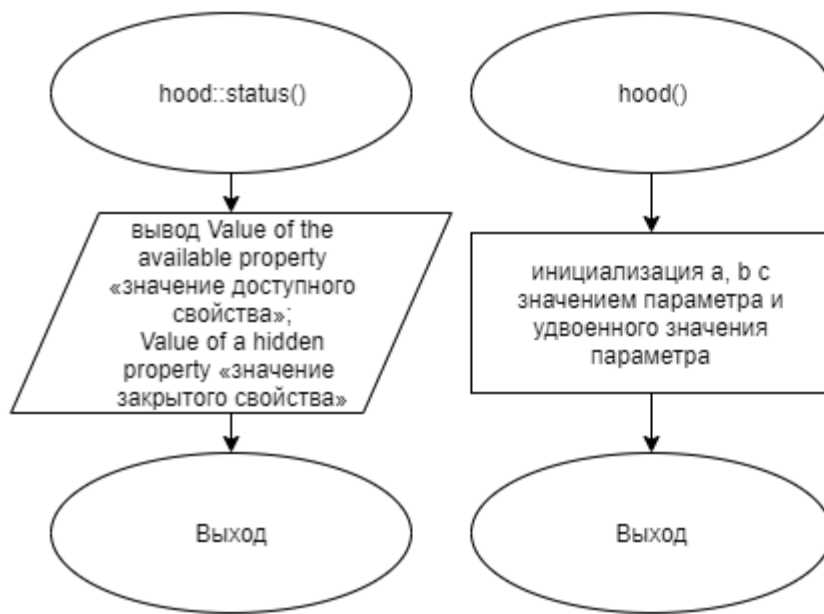 hood::status()
вывод Value of the
available property
«значение доступного
свойства»;
Value of a hidden
property «значение
закрытого свойства»
Выход
hood()
инициализация a, b с
значением параметра и
удвоенного значения
параметра
Выход